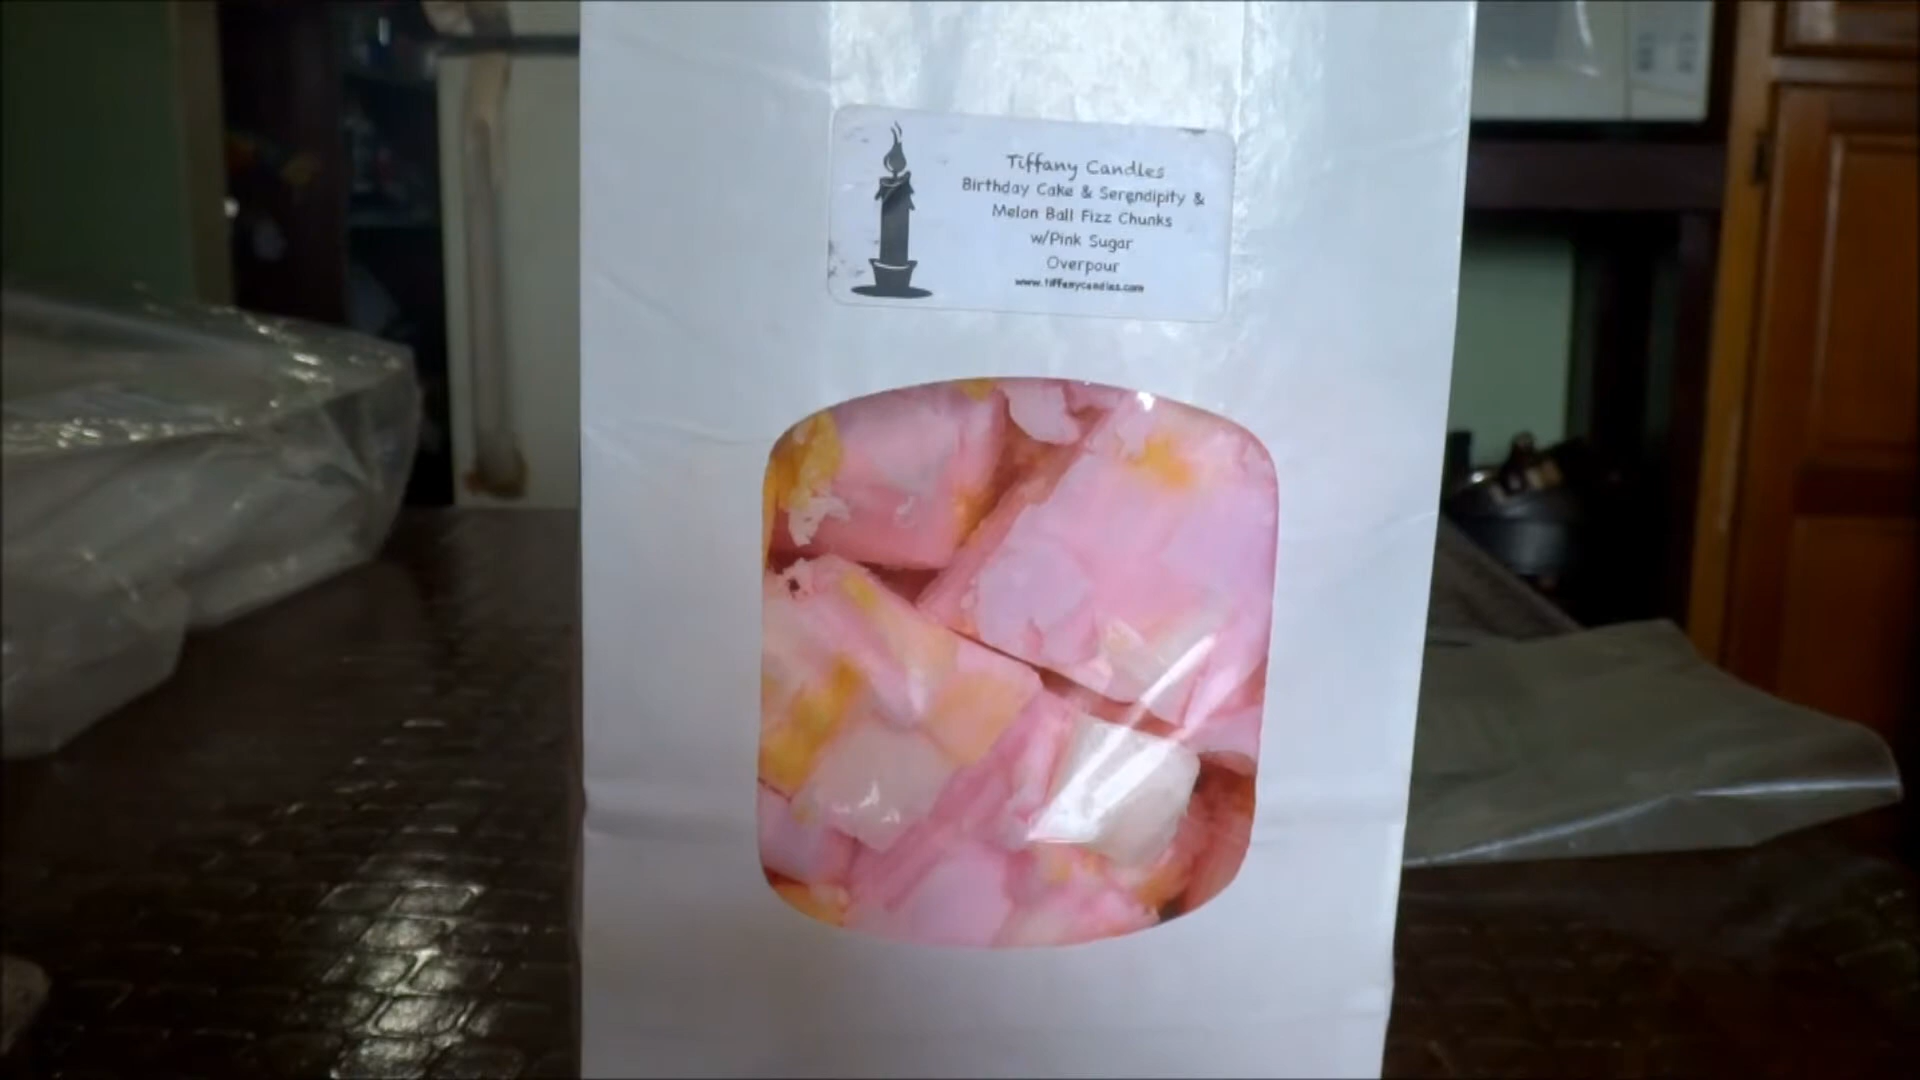 Tiffany Candles
Birthday Cake & Serendipity &
Melon Ball Fizz Chunks
w/Pink Sugar
Overpour
www.tiffanycandles.com